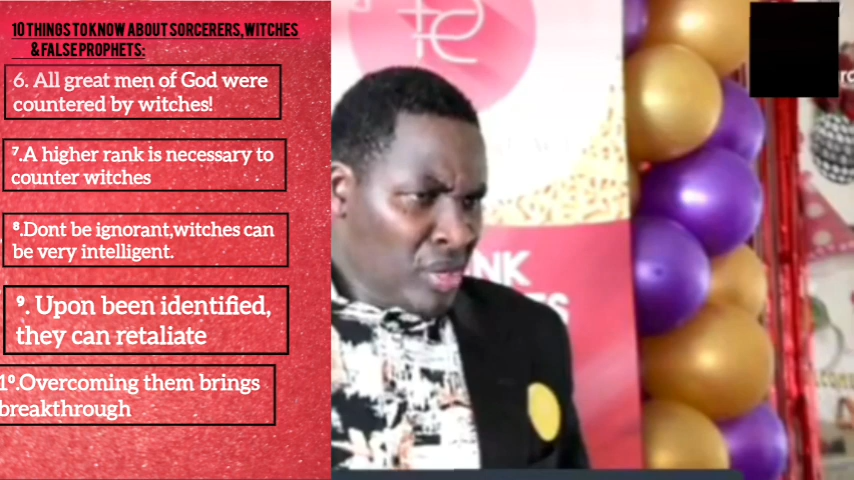 10 THINGS TO KNOW ABOUT SORCERERS, WITCHES
& FALSE PROPHETS:
6. All great men of God were
countered by witches!
⁷.A higher rank is necessary to
counter witches
⁸.Dont be ignorant,witches can
be very intelligent.
⁹. Upon been identified,
they can retaliate
1⁰.Overcoming them brings
breakthrough
NK